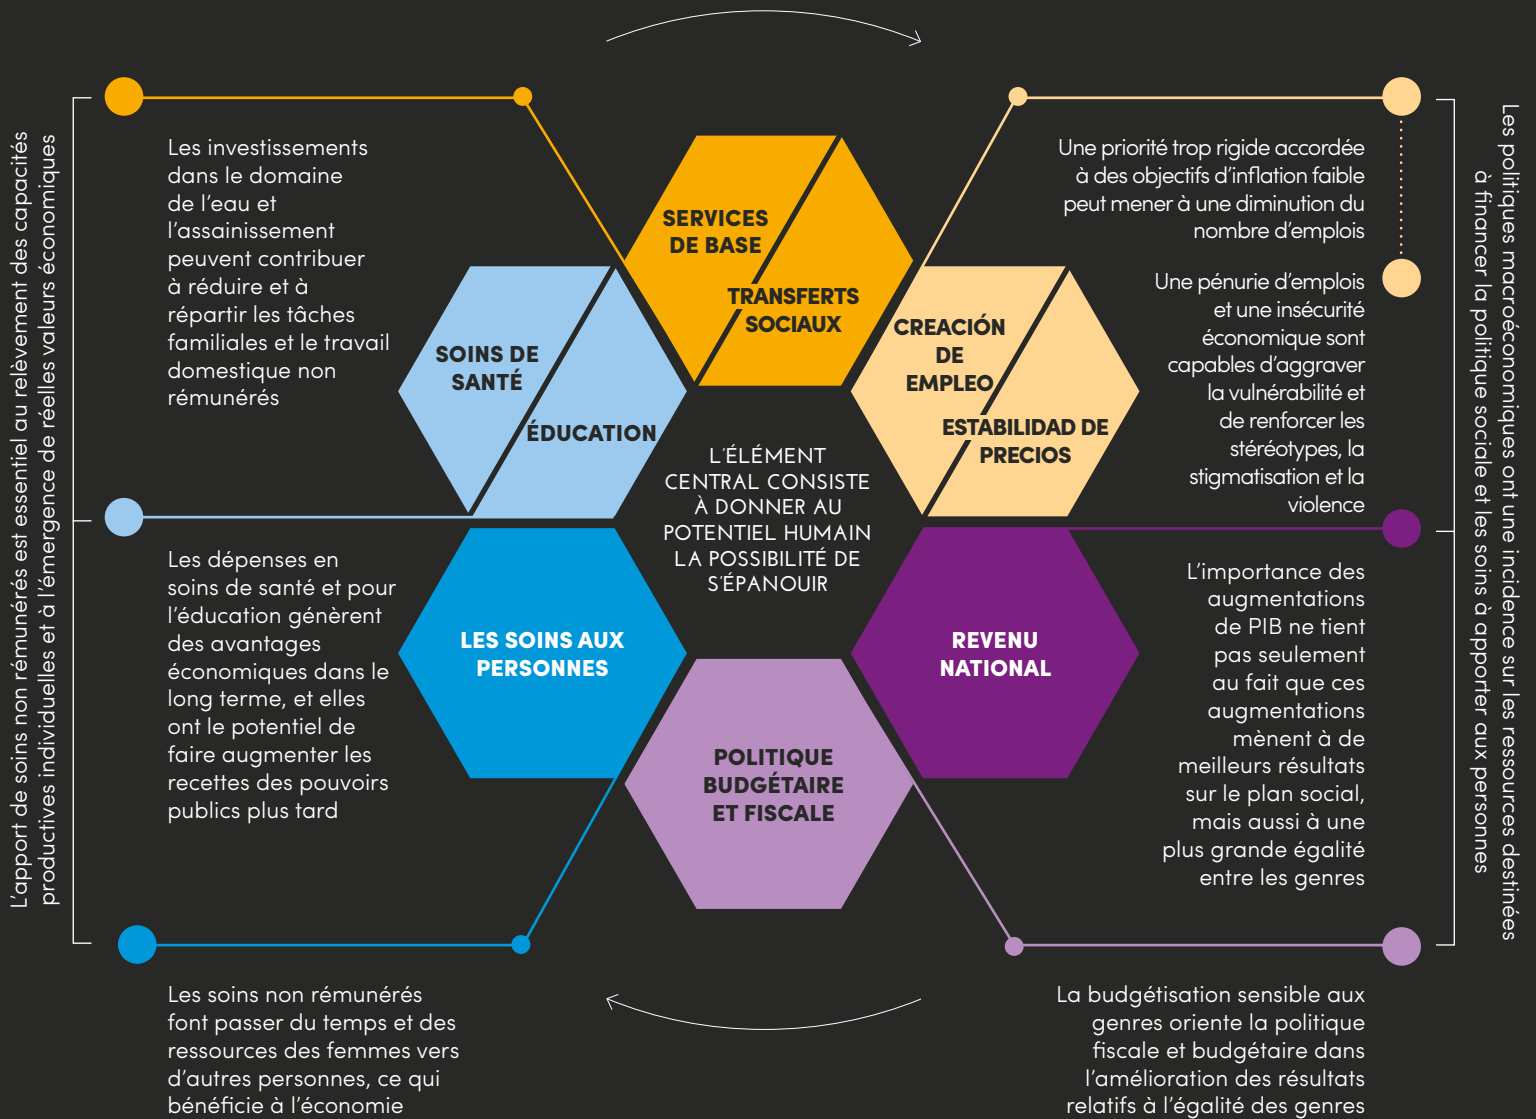 L'apport de soins non rémunérés est essentiel au relèvement des capacités
productives individuelles et à l'émergence de réelles valeurs économiques
Les investissements
dans le domaine
de l'eau et
l'assainissement
peuvent contribuer
à réduire et à
répartir les tâches
familiales et le travail
domestique non
rémunérés
Les dépenses en
soins de santé et pour
l'éducation génèrent
des avantages
économiques dans le
long terme, et elles
ont le potentiel de
faire augmenter les
recettes des pouvoirs
publics plus tard
Les soins non rémunérés
font passer du temps et des
ressources des femmes vers
d'autres personnes, ce qui
bénéficie à l'économie
SERVICES
DE BASE
TRANSFERTS
SOCIAUX
SOINS DE
SANTÉ
ÉDUCATION
CREACIÓN
DE
EMPLEO
ESTABILIDAD DE
PRECIOS
L'ÉLÉMENT
CENTRAL CONSISTE
À DONNER AU
POTENTIEL HUMAIN
LA POSSIBILITÉ DE
S'ÉPANOUIR
LES SOINS AUX
PERSONNES
REVENU
NATIONAL
POLITIQUE
BUDGÉTAIRE
ET FISCALE
Une priorité trop rigide accordée
à des objectifs d'inflation faible
peut mener à une diminution du
nombre d'emplois
Une pénurie d'emplois
et une insécurité
économique sont
capables d'aggraver
la vulnérabilité et
de renforcer les
stéréotypes, la
stigmatisation et la
violence
L'importance des
augmentations
de PIB ne tient
pas seulement
au fait que ces
augmentations
mènent à de
meilleurs résultats
sur le plan social,
mais aussi à une
plus grande égalité
entre les genres
La budgétisation sensible aux
genres oriente la politique
fiscale et budgétaire dans
l'amélioration des résultats
relatifs à l'égalité des genres
Les politiques macroéconomiques ont une incidence sur les ressources destinées
à financer la politique sociale et les soins à apporter aux personnes